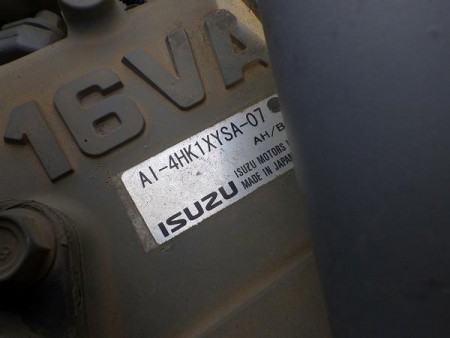 16VA
AI-4HK1XYSA-07
AH/B
ISUZU ISUZU MOTORS
MADE IN JAPAN